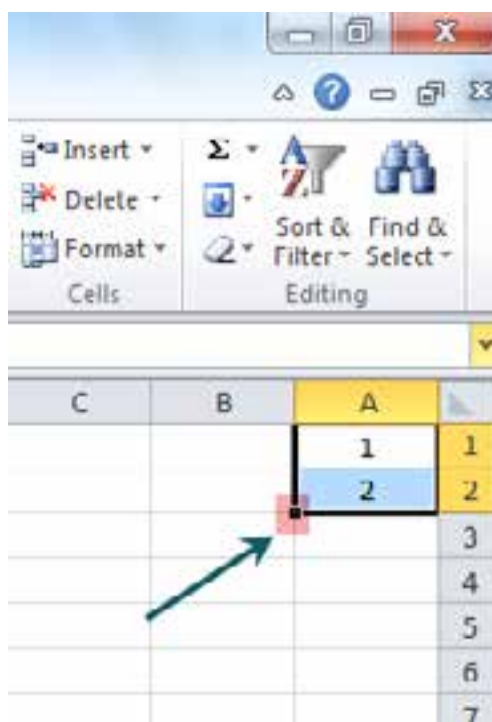 Insert
Delete
Format
Cells
Σ
A
Z
Sort &
Filter
Find &
Select
Editing
C B A
1 1
2 2
3
4
5
6
7